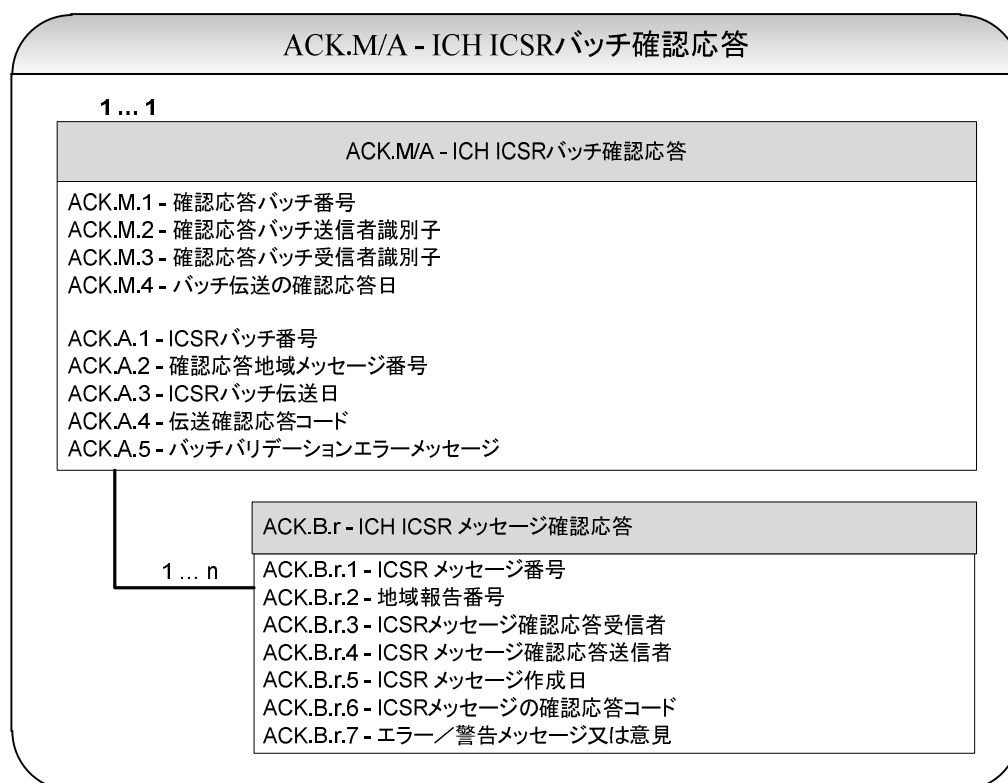 ACK.M/A - ICH ICSRバッチ確認応答
1 ... 1
ACK.M/A - ICH ICSRバッチ確認応答
ACK.M.1 - 確認応答バッチ番号
ACK.M.2 - 確認応答バッチ送信者識別子
ACK.M.3 - 確認応答バッチ受信者識別子
ACK.M.4 - バッチ伝送の確認応答日
ACK.A.1 - ICSRバッチ番号
ACK.A.2 - 確認応答地域メッセージ番号
ACK.A.3 - ICSRバッチ伝送日
ACK.A.4 - 伝送確認応答コード
ACK.A.5 - バッチバリデーションエラーメッセージ
ACK.B.r - ICH ICSR メッセージ確認応答
1 ... n
ACK.B.r.1 - ICSR メッセージ番号
ACK.B.r.2 - 地域報告番号
ACK.B.r.3 - ICSRメッセージ確認応答受信者
ACK.B.r.4 - ICSR メッセージ確認応答送信者
ACK.B.r.5 - ICSR メッセージ作成日
ACK.B.r.6 - ICSRメッセージの確認応答コード
ACK.B.r.7 - エラー／警告メッセージ又は意見